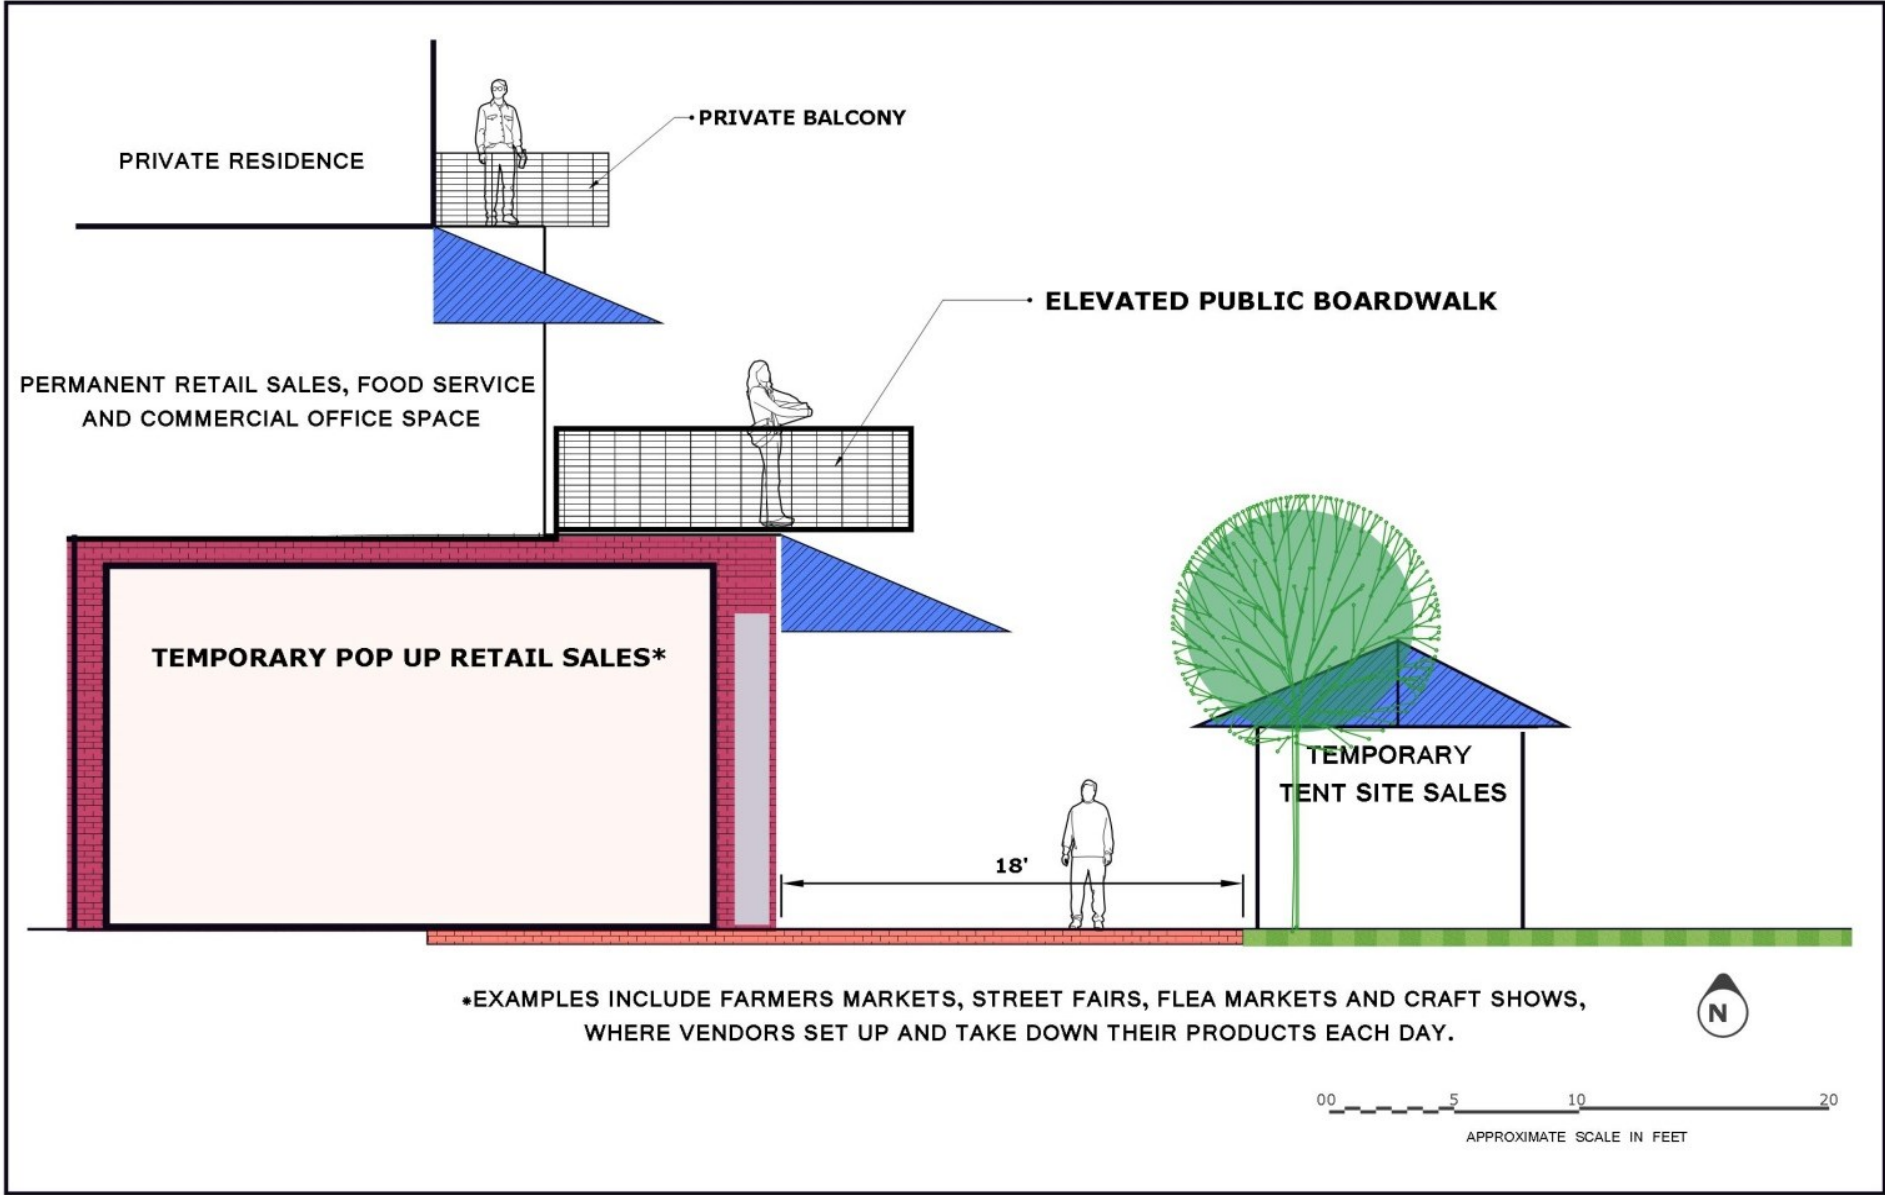 PRIVATE BALCONY
PRIVATE RESIDENCE
ELEVATED PUBLIC BOARDWALK
PERMANENT RETAIL SALES, FOOD SERVICE
AND COMMERCIAL OFFICE SPACE
TEMPORARY POP UP RETAIL SALES*
TEMPORARY
TENT SITE SALES
18'
*EXAMPLES INCLUDE FARMERS MARKETS, STREET FAIRS, FLEA MARKETS AND CRAFT SHOWS,
WHERE VENDORS SET UP AND TAKE DOWN THEIR PRODUCTS EACH DAY.
N
00 5 10 20
APPROXIMATE SCALE IN FEET